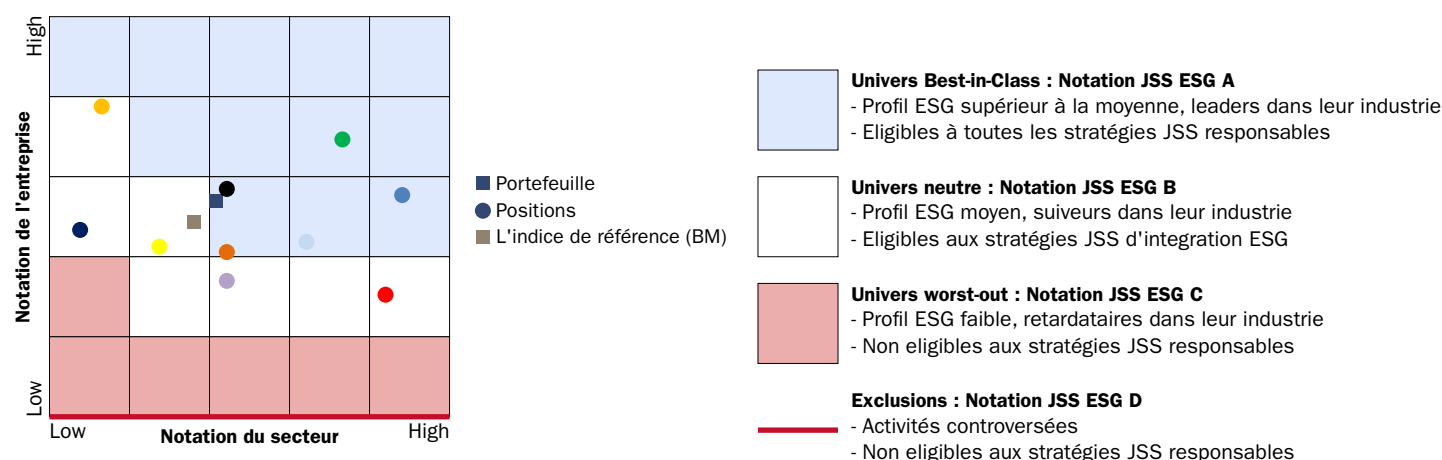 High
Notation de l'entreprise
Low
Low
Notation du secteur
High
Portefeuille
Positions
L'indice de référence (BM)
Univers Best-in-Class : Notation JSS ESG A
- Profil ESG supérieur à la moyenne, leaders dans leur industrie
- Eligibles à toutes les stratégies JSS responsables
Univers neutre : Notation JSS ESG B
- Profil ESG moyen, suiveurs dans leur industrie
- Eligibles aux stratégies JSS d'integration ESG
Univers worst-out : Notation JSS ESG C
- Profil ESG faible, retardataires dans leur industrie
- Non eligibles aux stratégies JSS responsables
Exclusions : Notation JSS ESG D
- Activités controversées
- Non eligibles aux stratégies JSS responsables